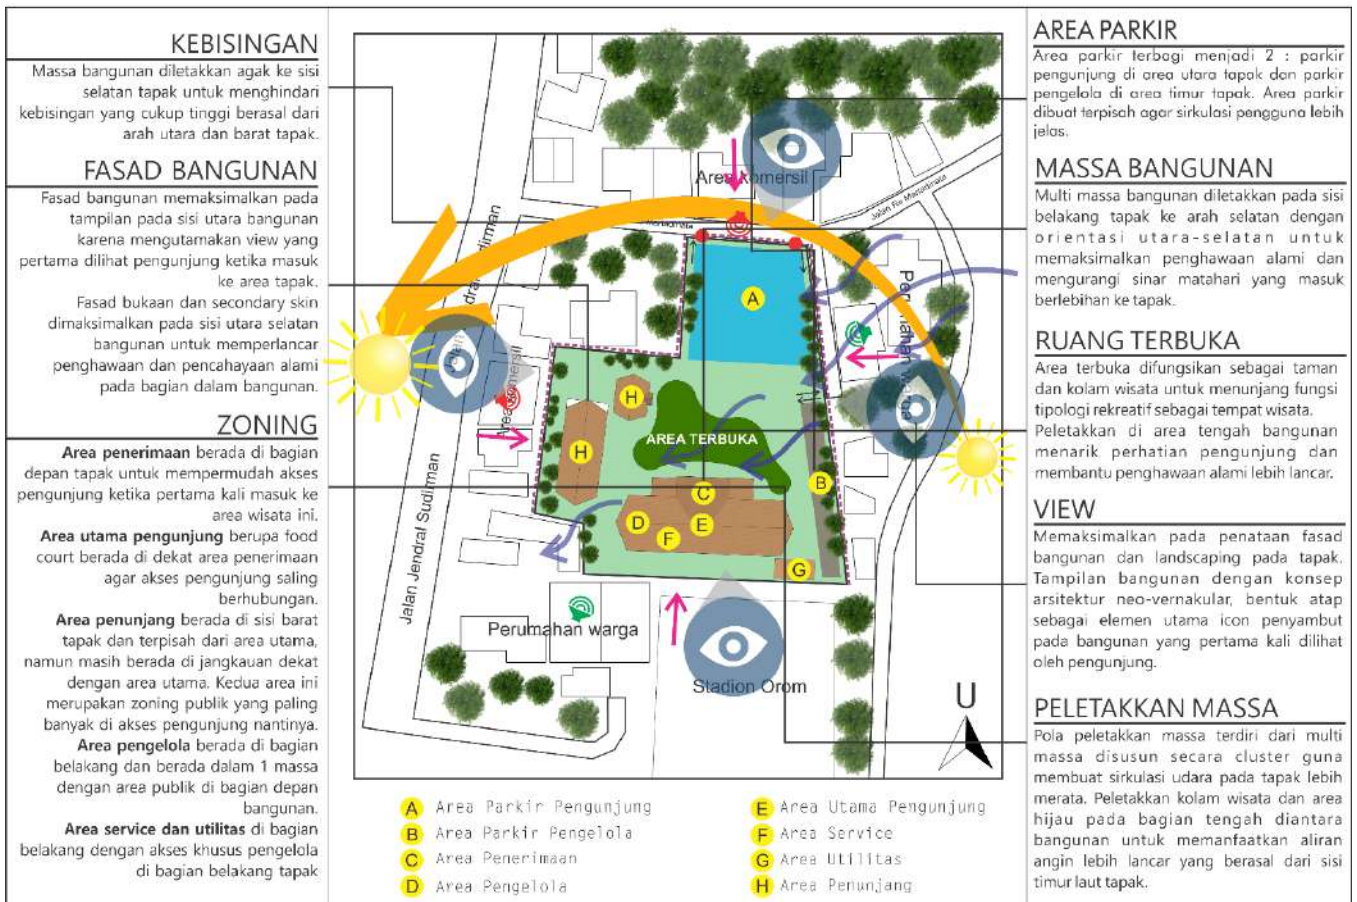 KEBISINGAN
Massa bangunan diletakkan agak ke sisi
selatan tapak untuk menghindari
kebisingan yang cukup tinggi berasal dari
arah utara dan barat tapak.
FASAD BANGUNAN
Fasad bangunan memaksimalkan pada
tampilan pada sisi utara bangunan
karena mengutamakan view yang
pertama dilihat pengunjung ketika masuk
ke area tapak.
Fasad bukaan dan secondary skin
dimaksimalkan pada sisi utara selatan
bangunan untuk memperlancar
penghawaan dan pencahayaan alami
pada bagian dalam bangunan.
ZONING
Area penerimaan berada di bagian
depan tapak untuk mempermudah akses
pengunjung ketika pertama kali masuk ke
area wisata ini.
Area utama pengunjung berupa food
court berada di dekat area penerimaan
agar akses pengunjung saling
berhubungan.
Area penunjang berada di sisi barat
tapak dan terpisah dari area utama,
namun masih berada di jangkauan dekat
dengan area utama. Kedua area ini
merupakan zoning publik yang paling
banyak di akses pengunjung nantinya.
Area pengelola berada di bagian
belakang dan berada dalam 1 massa
dengan area publik di bagian depan
bangunan.
Area service dan utilitas di bagian
belakang dengan akses khusus pengelola
di bagian belakang tapak
Area komersil
A
Area komersil
H
H
AREA TERBUKA
B
C
D
E
F
G
Jalan Jendral Sudirman
Perumahan warga
Stadion Orom
U
A Area Parkir Pengunjung
B Area Parkir Pengelola
C Area Penerimaan
D Area Pengelola
E Area Utama Pengunjung
F Area Service
G Area Utilitas
H Area Penunjang
AREA PARKIR
Area parkir terbagi menjadi 2 : parkir
pengunjung di area utara tapak dan parkir
pengelola di area timur tapak. Area parkir
dibuat terpisah agar sirkulasi pengguna lebih
jelas.
MASSA BANGUNAN
Multi massa bangunan diletakkan pada sisi
belakang tapak ke arah selatan dengan
orientasi utara-selatan untuk
memaksimalkan penghawaan alami dan
mengurangi sinar matahari yang masuk
berlebihan ke tapak.
RUANG TERBUKA
Area terbuka difungsikan sebagai taman
dan kolam wisata untuk menunjang fungsi
tipologi rekreatif sebagai tempat wisata.
Peletakkan di area tengah bangunan
menarik perhatian pengunjung dan
membantu penghawaan alami lebih lancar.
VIEW
Memaksimalkan pada penataan fasad
bangunan dan landscaping pada tapak.
Tampilan bangunan dengan konsep
arsitektur neo-vernakular, bentuk atap
sebagai elemen utama icon penyambut
pada bangunan yang pertama kali dilihat
oleh pengunjung.
PELETAKKAN MASSA
Pola peletakkan massa terdiri dari multi
massa disusun secara cluster guna
membuat sirkulasi udara pada tapak lebih
merata. Peletakkan kolam wisata dan area
hijau pada bagian tengah diantara
bangunan untuk memanfaatkan aliran
angin lebih lancar yang berasal dari sisi
timur laut tapak.